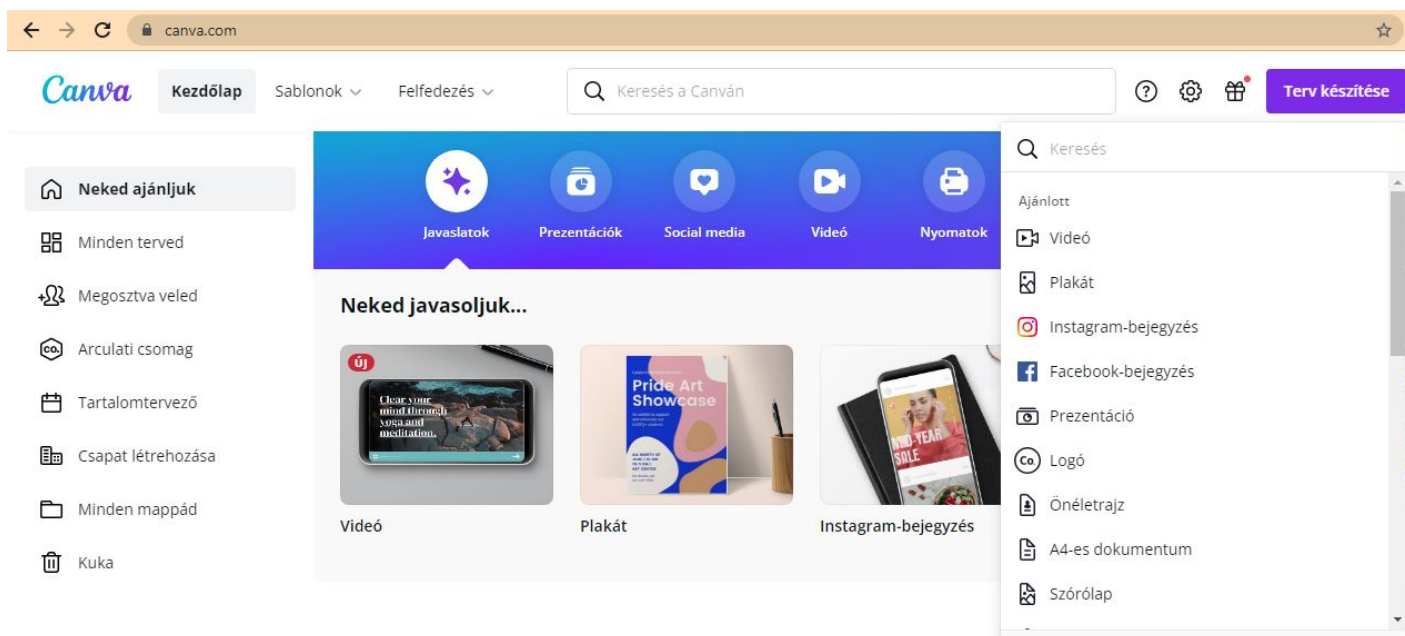 canva.com
Canva Kezdőlap Sablonok Felfedezés Keresés a Canván Terv készítése
Neked ajánljuk
Minden terved
Megosztva veled
Arculati csomag
Tartalomtervező
Csapat létrehozása
Minden mappád
Kuka
Javaslatok Prezentációk Social media Videó Nyomatok
Neked javasoljuk...
ÚJ
Clear your
mind through
yoga and
meditation.
Videó
Pride Art
Showcase
Plakát
MID-YEAR
SALE
Instagram-bejegyzés
Keresés
Ajánlott
Videó
Plakát
Instagram-bejegyzés
Facebook-bejegyzés
Prezentáció
Co. Logó
Önéletrajz
A4-es dokumentum
Szórólap